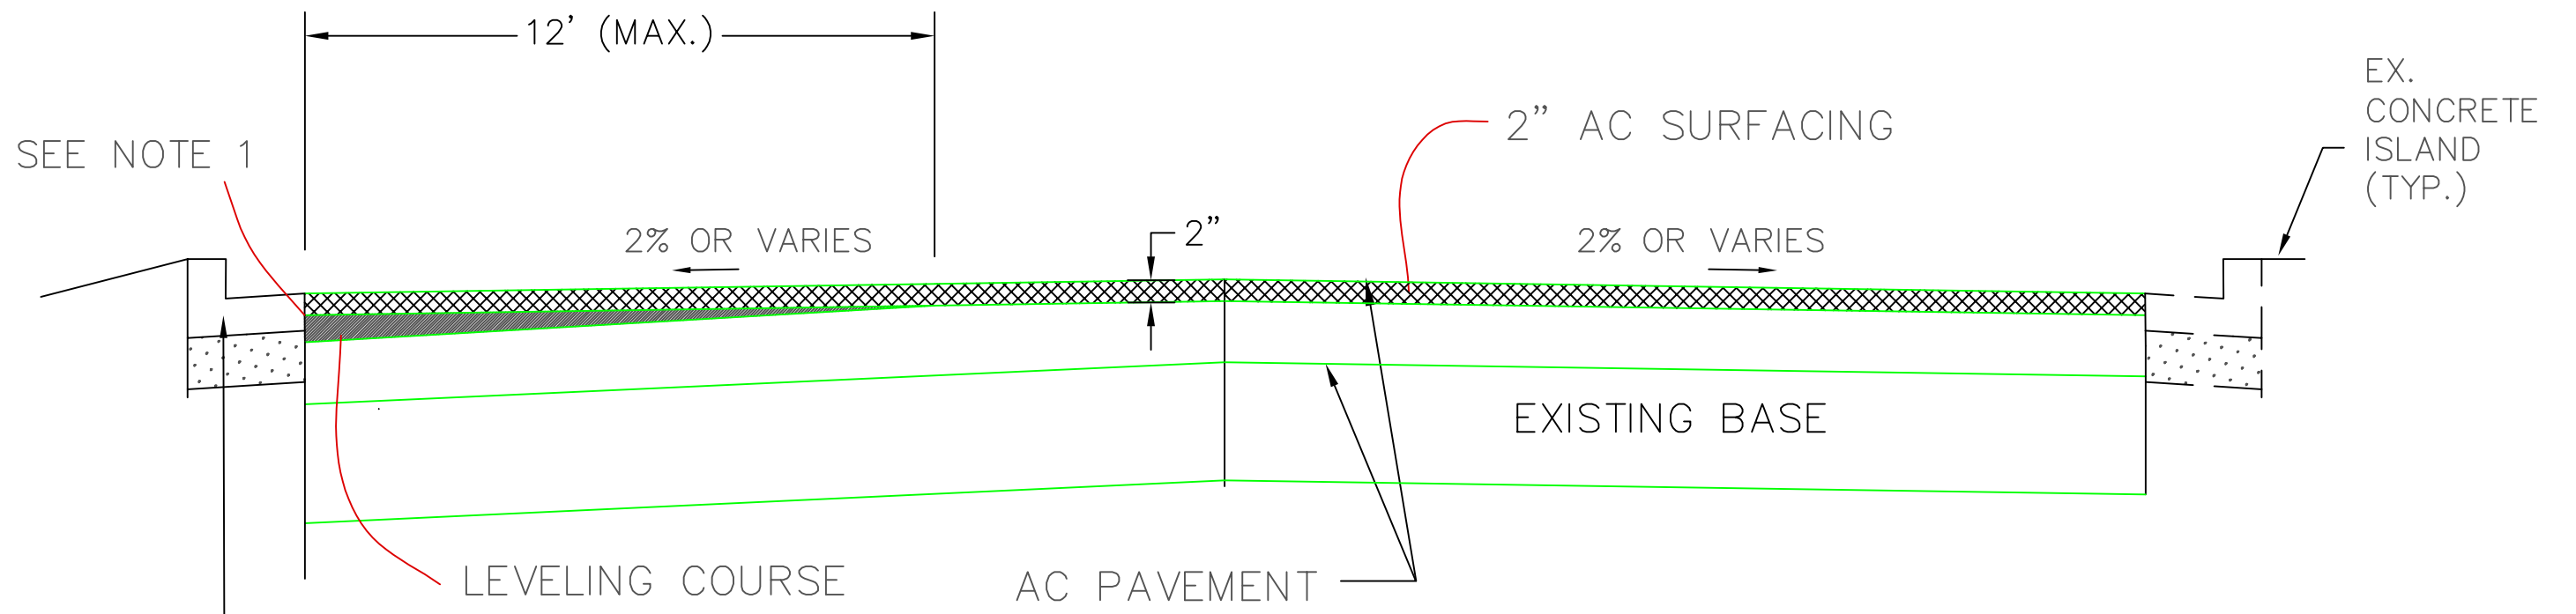 12' (MAX.)
EX.
CONCRETE
ISLAND
(TYP.)
2” AC SURFACING
SEE NOTE 1
2% OR VARIES
2”
2% OR VARIES
EXISTING BASE
LEVELING COURSE
AC PAVEMENT